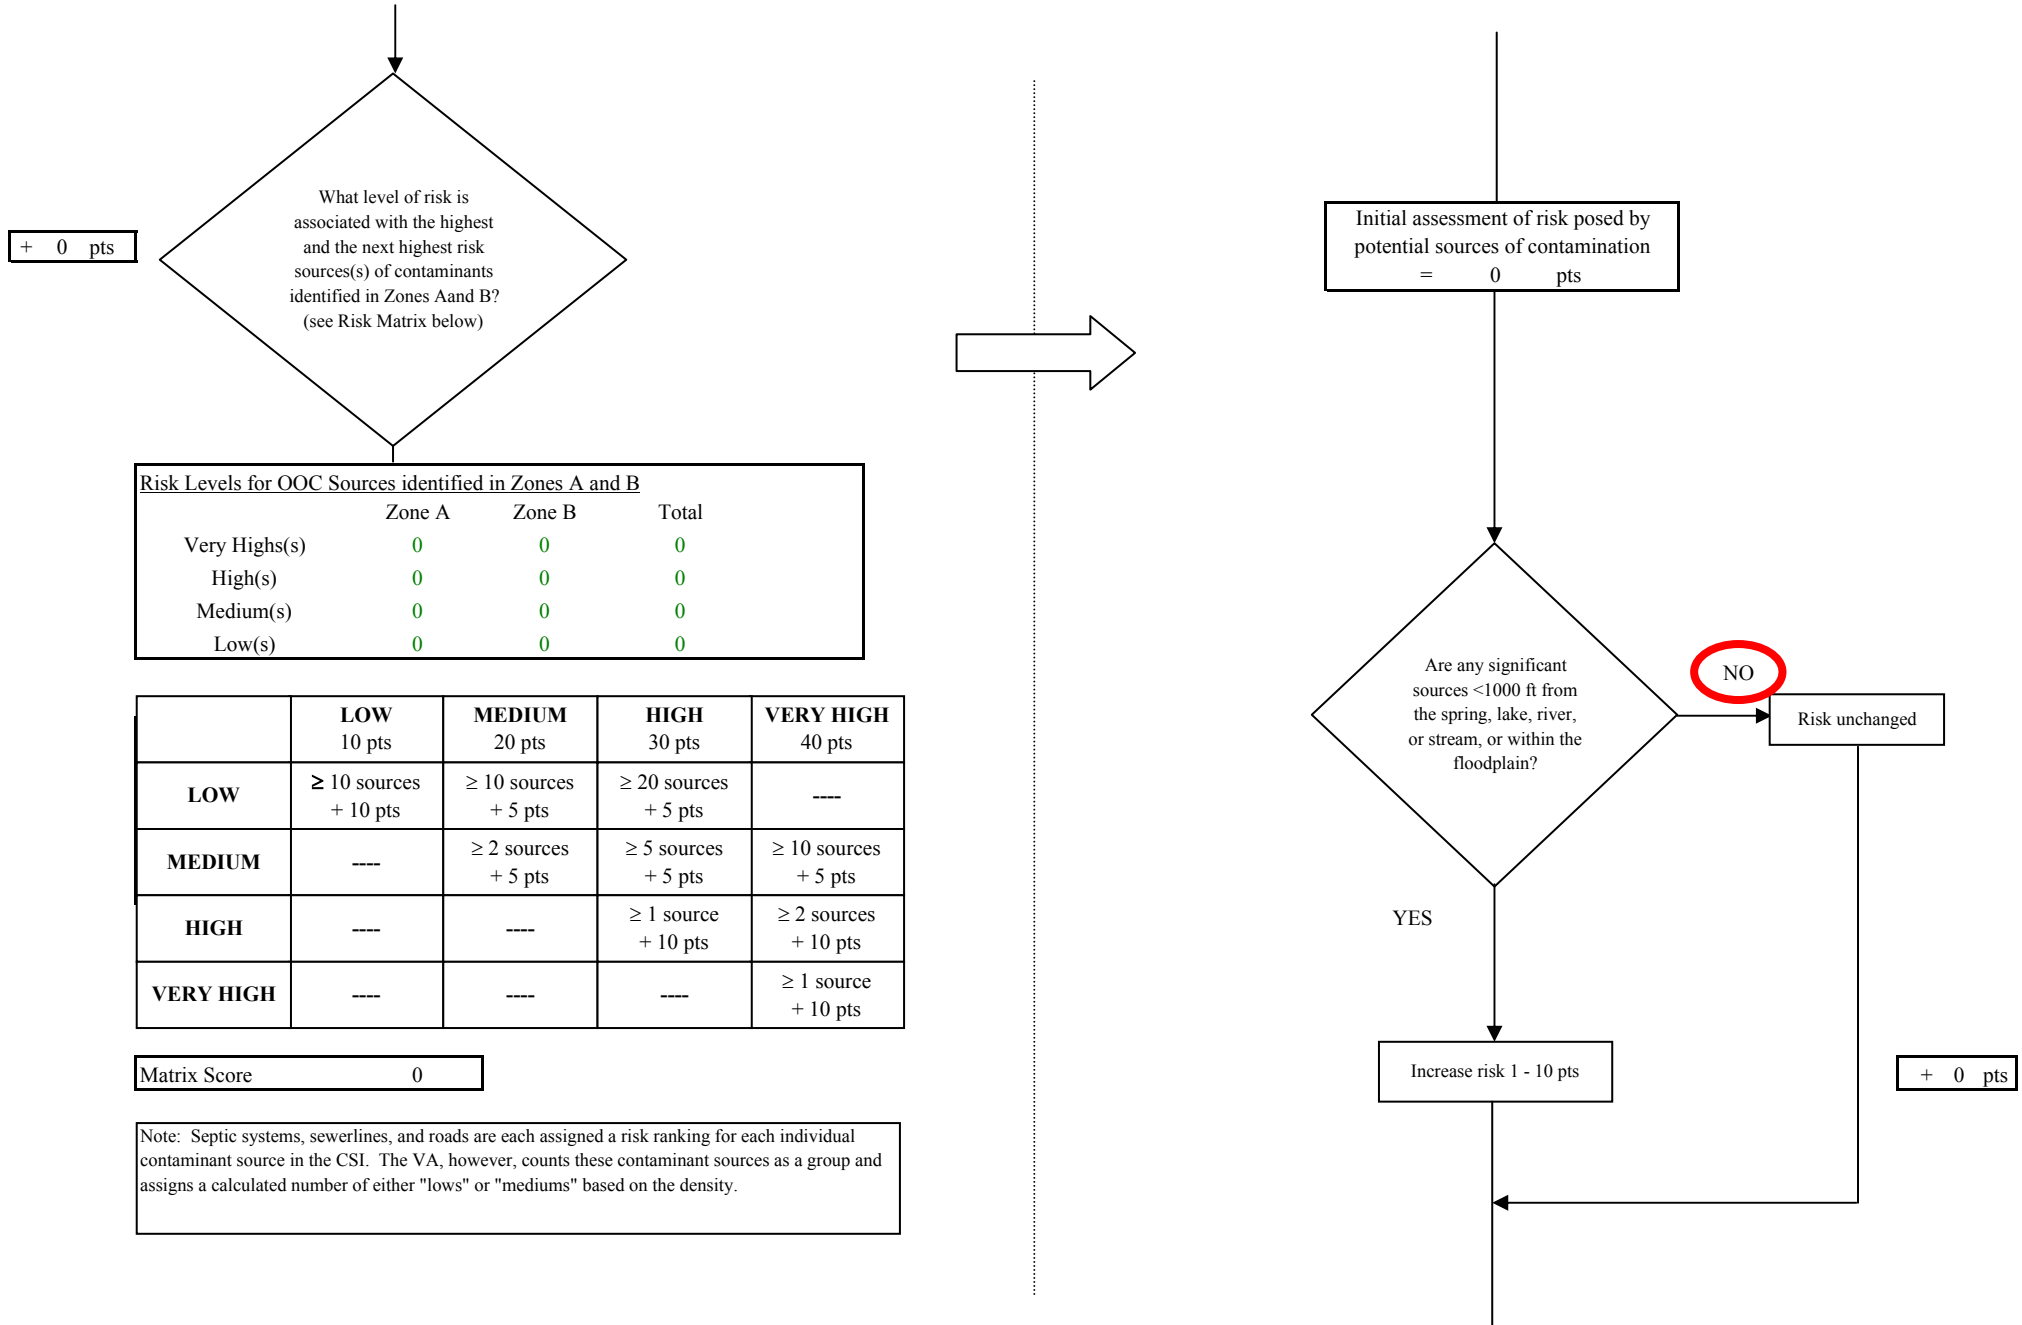 What level of risk is
associated with the highest
and the next highest risk
sources(s) of contaminants
identified in Zones Aand B?
(see Risk Matrix below)
+ 0 pts
Risk Levels for OOC Sources identified in Zones A and B
Zone A Zone B Total
Very Highs(s) 0 0 0
High(s) 0 0 0
Medium(s) 0 0 0
Low(s) 0 0 0
LOW MEDIUM HIGH VERY HIGH
10 pts 20 pts 30 pts 40 pts
LOW ≥ 10 sources ≥ 10 sources ≥ 20 sources ----
+ 10 pts + 5 pts + 5 pts
MEDIUM ---- ≥ 2 sources ≥ 5 sources ≥ 10 sources
+ 5 pts + 5 pts + 5 pts
HIGH ---- ---- ≥ 1 source ≥ 2 sources
+ 10 pts + 10 pts
VERY HIGH ---- ---- ---- ≥ 1 source
+ 10 pts
Matrix Score 0
Note: Septic systems, sewerlines, and roads are each assigned a risk ranking for each individual
contaminant source in the CSI. The VA, however, counts these contaminant sources as a group and
assigns a calculated number of either "lows" or "mediums" based on the density.
Initial assessment of risk posed by
potential sources of contamination
= 0 pts
Are any significant
sources <1000 ft from
the spring, lake, river,
or stream, or within the
floodplain?
NO
Risk unchanged
YES
Increase risk 1 - 10 pts
+ 0 pts